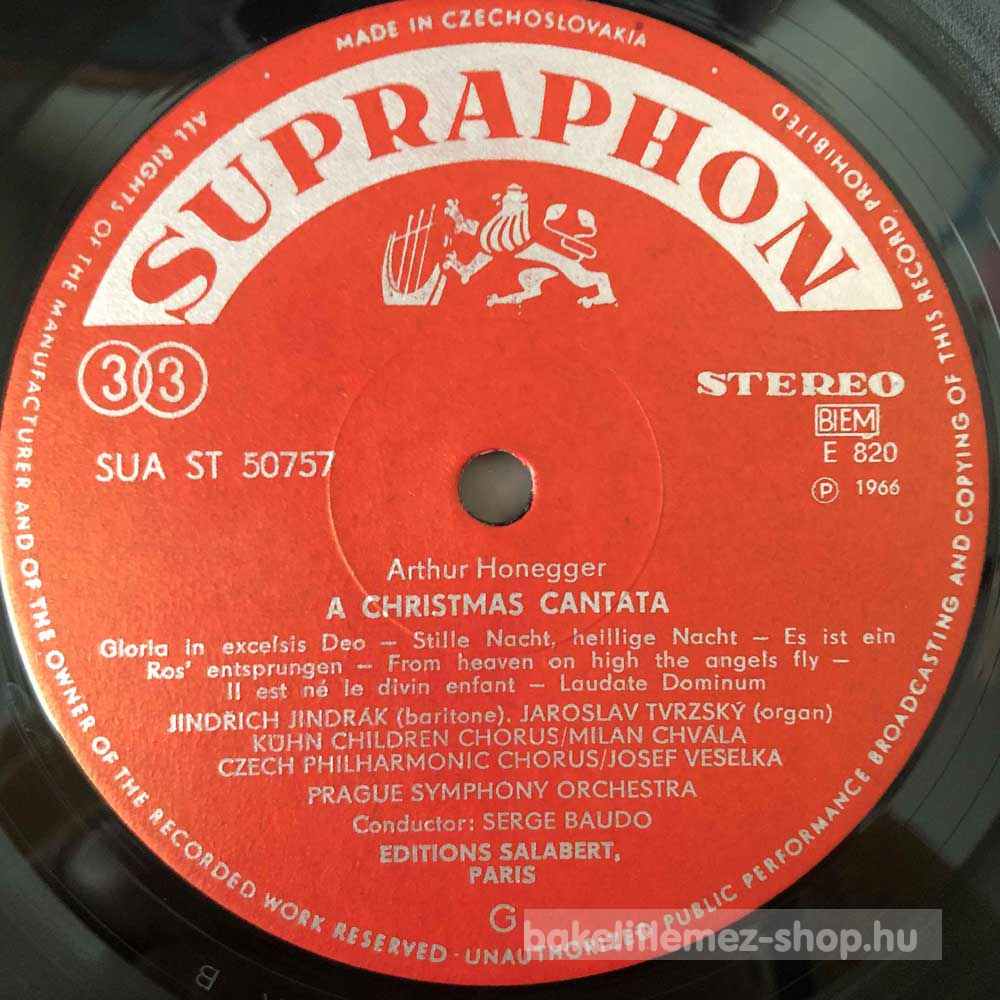 MADE IN CZECHOSLOVAKIA
SUPRAPHON
33
STEREO
BIEM
SUA ST 50757
E 820
Ⓟ 1966
Arthur Honegger
A CHRISTMAS CANTATA
Gloria in excelsis Deo – Stille Nacht, heillige Nacht – Es ist ein
Ros' entsprungen – From heaven on high the angels fly –
Il est né le divin enfant – Laudate Dominum
JINDŘICH JINDRÁK (baritone). JAROSLAV TVRZSKÝ (organ)
KÜHN CHILDREN CHORUS/MILAN CHVÁLA
CZECH PHILHARMONIC CHORUS/JOSEF VESELKA
PRAGUE SYMPHONY ORCHESTRA
Conductor: SERGE BAUDO
EDITIONS SALABERT,
PARIS
G
ALL RIGHTS OF THE MANUFACTURER AND OF THE OWNER OF THE RECORDED WORK RESERVED · UNAUTHORIZED PUBLIC PERFORMANCE BROADCASTING AND COPYING OF THIS RECORD PROHIBITED
bakelitlemez-shop.hu
B